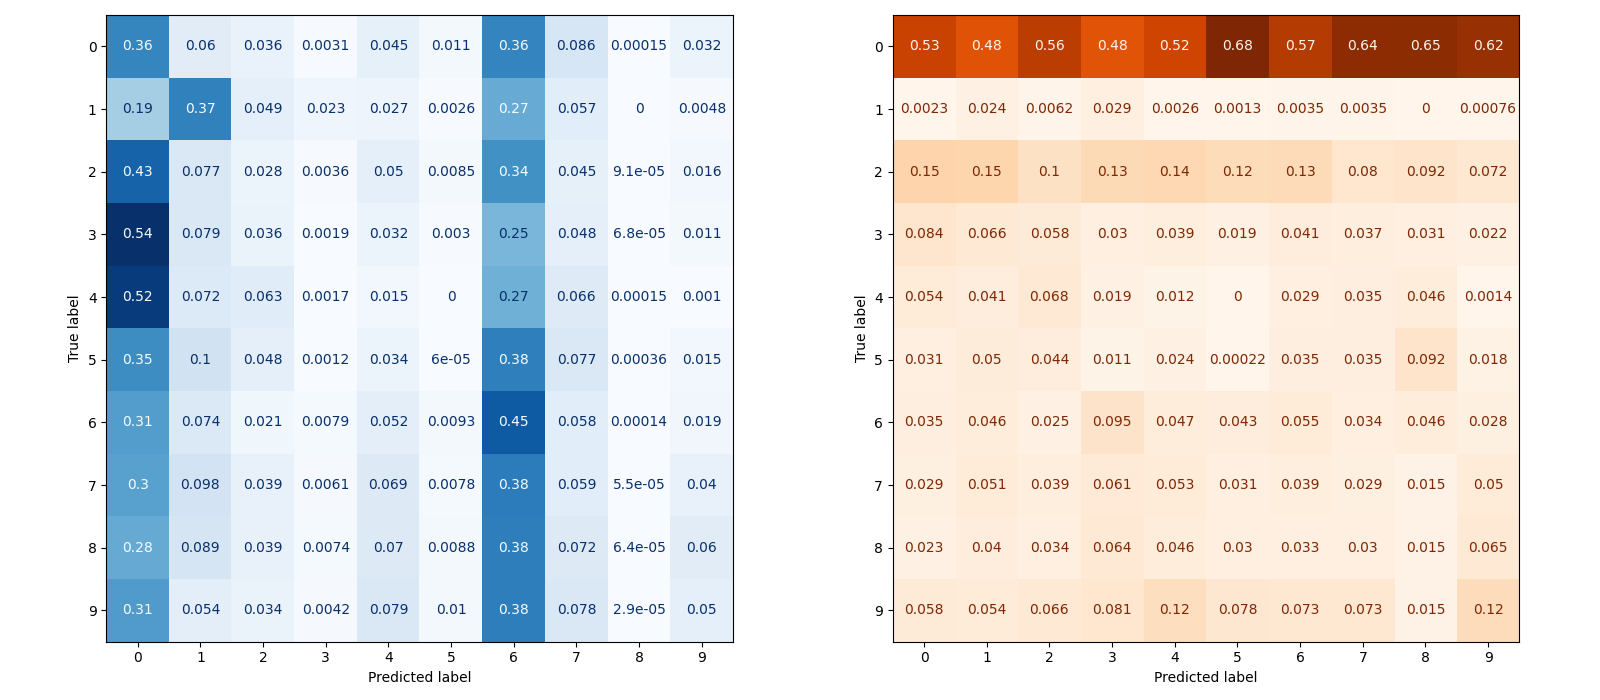 0 0.36 0.06 0.036 0.0031 0.045 0.011 0.36 0.086 0.00015 0.032
1 0.19 0.37 0.049 0.023 0.027 0.0026 0.27 0.057 0 0.0048
2 0.43 0.077 0.028 0.0036 0.05 0.0085 0.34 0.045 9.1e-05 0.016
3 0.54 0.079 0.036 0.0019 0.032 0.003 0.25 0.048 6.8e-05 0.011
4 0.52 0.072 0.063 0.0017 0.015 0 0.27 0.066 0.00015 0.001
5 0.35 0.1 0.048 0.0012 0.034 6e-05 0.38 0.077 0.00036 0.015
6 0.31 0.074 0.021 0.0079 0.052 0.0093 0.45 0.058 0.00014 0.019
7 0.3 0.098 0.039 0.0061 0.069 0.0078 0.38 0.059 5.5e-05 0.04
8 0.28 0.089 0.039 0.0074 0.07 0.0088 0.38 0.072 6.4e-05 0.06
9 0.31 0.054 0.034 0.0042 0.079 0.01 0.38 0.078 2.9e-05 0.05
True label
0 1 2 3 4 5 6 7 8 9
Predicted label
0 0.53 0.48 0.56 0.48 0.52 0.68 0.57 0.64 0.65 0.62
1 0.0023 0.024 0.0062 0.029 0.0026 0.0013 0.0035 0.0035 0 0.00076
2 0.15 0.15 0.1 0.13 0.14 0.12 0.13 0.08 0.092 0.072
3 0.084 0.066 0.058 0.03 0.039 0.019 0.041 0.037 0.031 0.022
4 0.054 0.041 0.068 0.019 0.012 0 0.029 0.035 0.046 0.0014
5 0.031 0.05 0.044 0.011 0.024 0.00022 0.035 0.035 0.092 0.018
6 0.035 0.046 0.025 0.095 0.047 0.043 0.055 0.034 0.046 0.028
7 0.029 0.051 0.039 0.061 0.053 0.031 0.039 0.029 0.015 0.05
8 0.023 0.04 0.034 0.064 0.046 0.03 0.033 0.03 0.015 0.065
9 0.058 0.054 0.066 0.081 0.12 0.078 0.073 0.073 0.015 0.12
True label
0 1 2 3 4 5 6 7 8 9
Predicted label